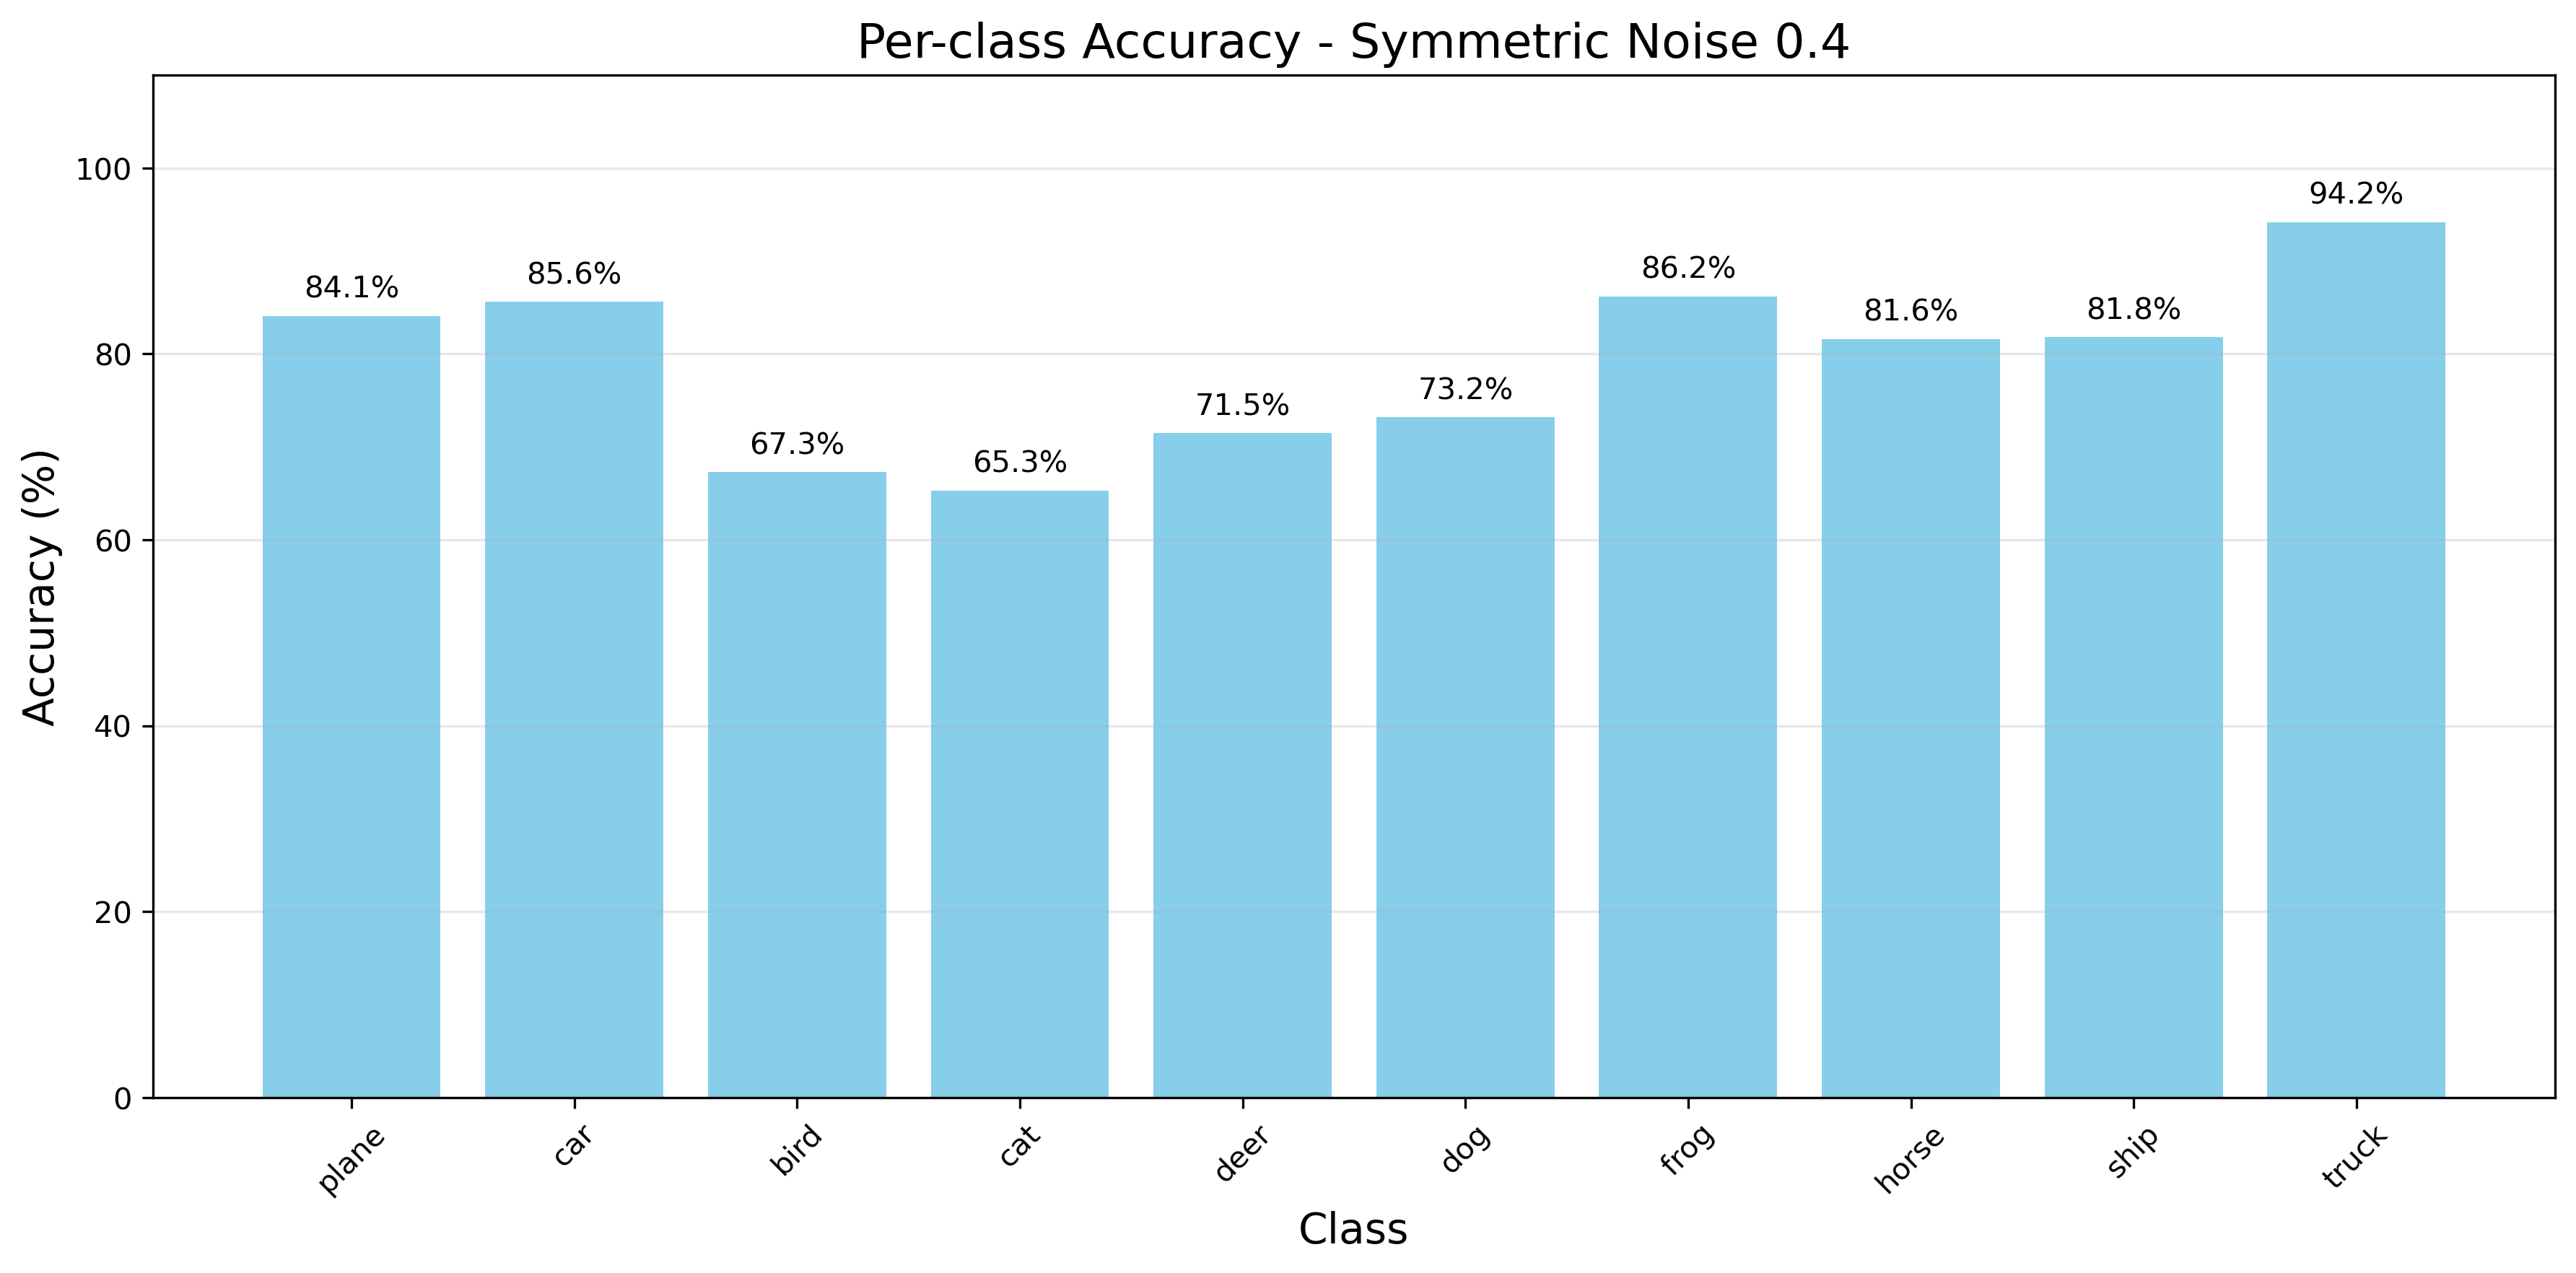 Per-class Accuracy - Symmetric Noise 0.4
Accuracy (%)
100
80
60
40
20
0
84.1%
85.6%
67.3%
65.3%
71.5%
73.2%
86.2%
81.6%
81.8%
94.2%
plane
car
bird
cat
deer
dog
frog
horse
ship
truck
Class